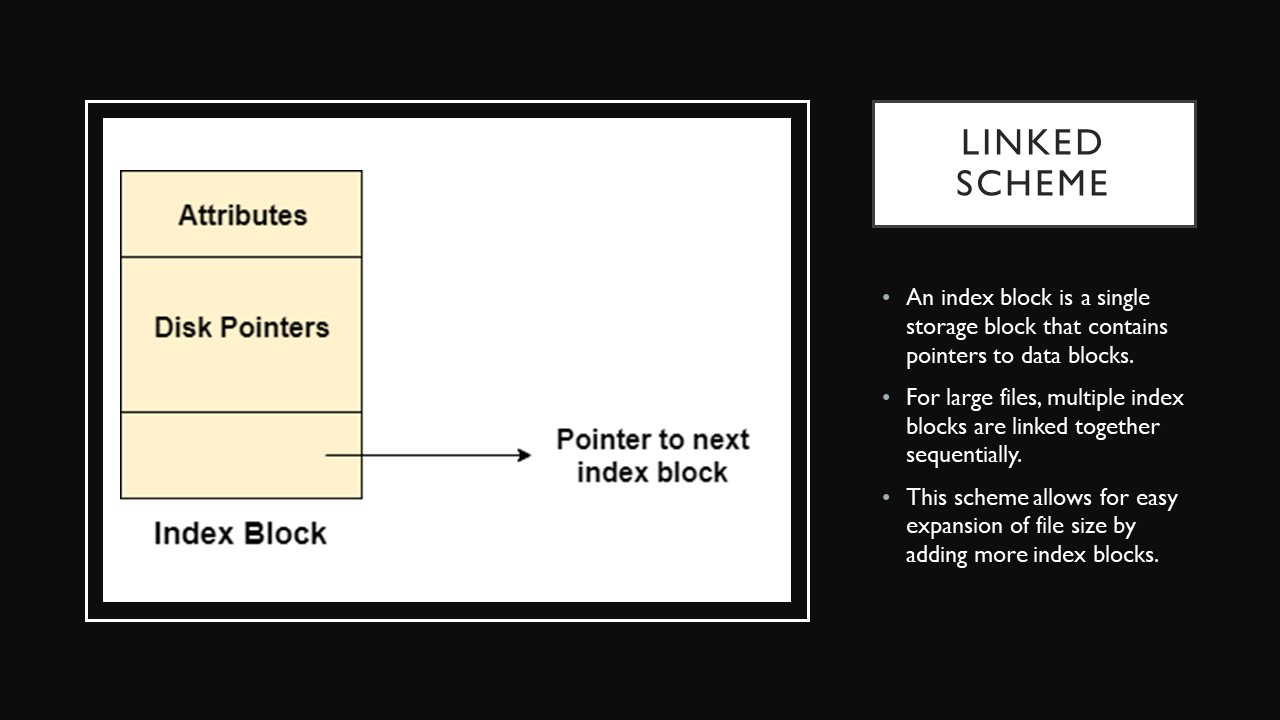 Attributes
Disk Pointers
Pointer to next
index block
Index Block
LINKED
SCHEME
• An index block is a single
storage block that contains
pointers to data blocks.
• For large files, multiple index
blocks are linked together
sequentially.
• This scheme allows for easy
expansion of file size by
adding more index blocks.